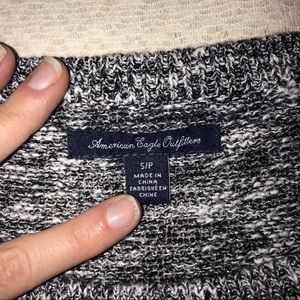 American Eagle Outfitters
S/P
MADE IN
CHINA
FABRIQUÉ EN
CHINE